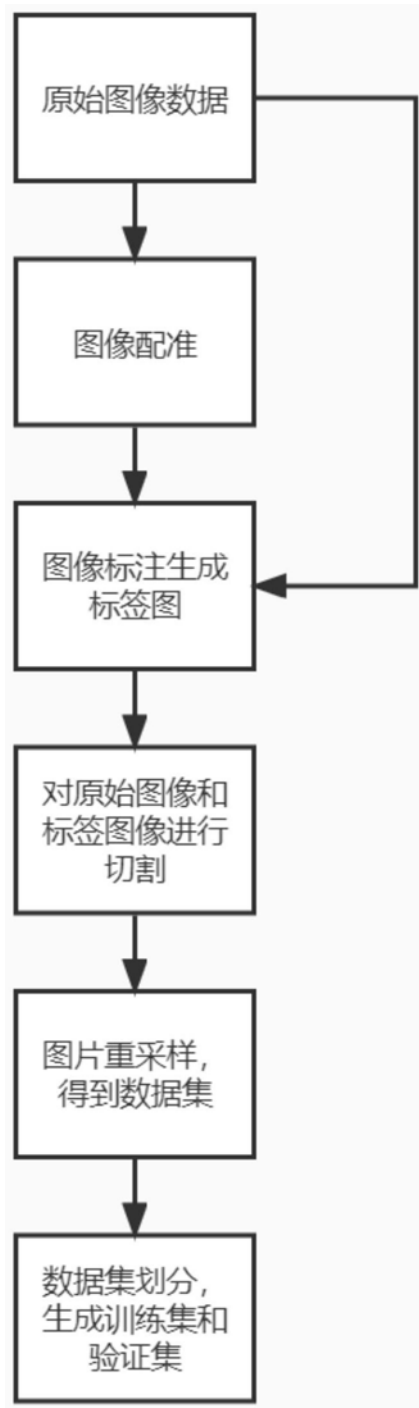 原始图像数据
图像配准
图像标注生成
标签图
对原始图像和
标签图像进行
切割
图片重采样，
得到数据集
数据集划分，
生成训练集和
验证集